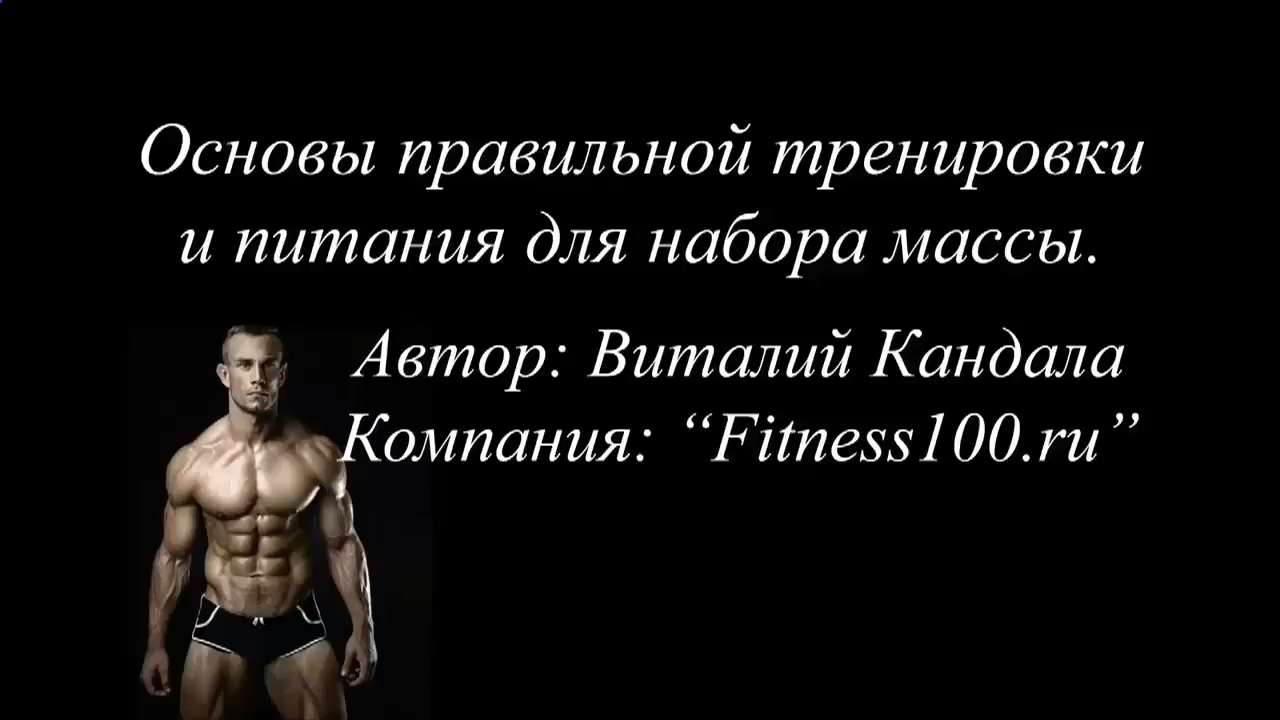 Основы правильной тренировки
и питания для набора массы.
Автор: Виталий Кандала
Компания: “Fitness100.ru”